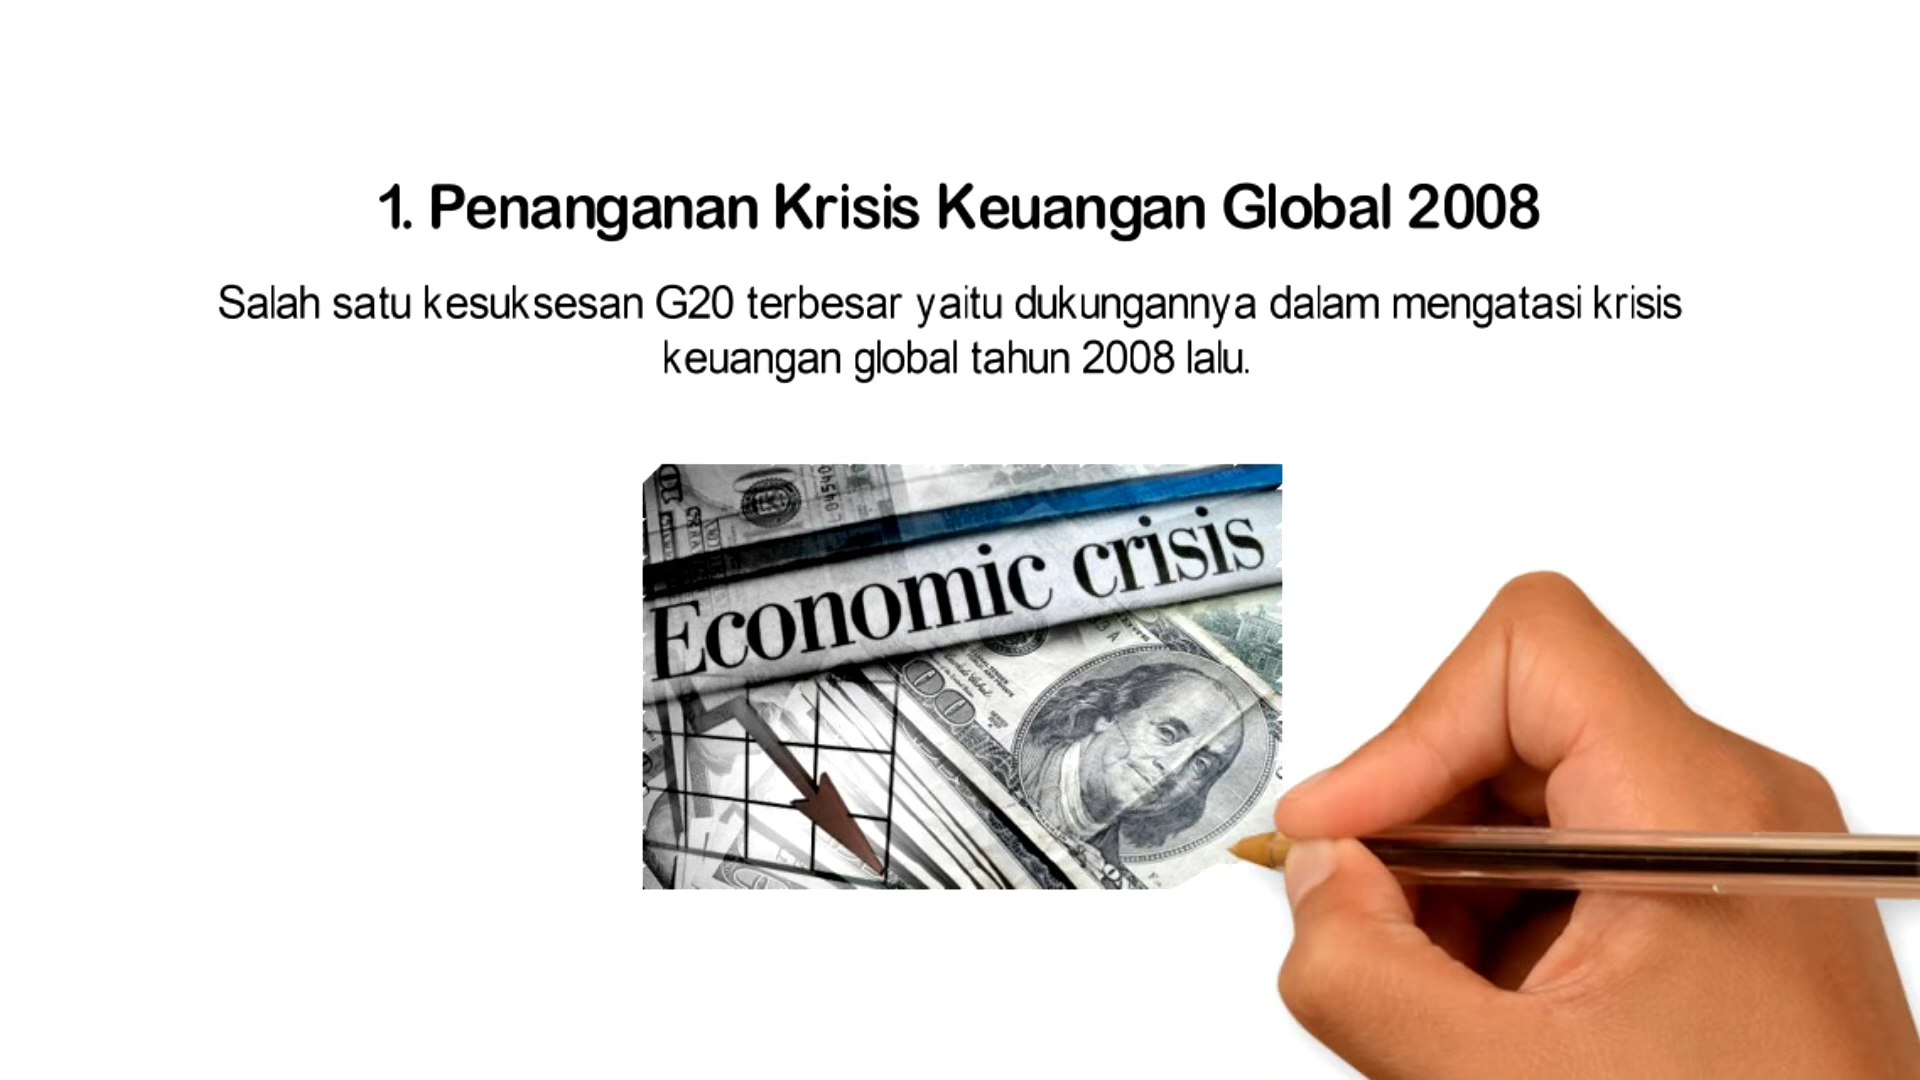 1. Penanganan Krisis Keuangan Global 2008
Salah satu kesuksesan G20 terbesar yaitu dukungannya dalam mengatasi krisis
keuangan global tahun 2008 lalu.
Economic crisis